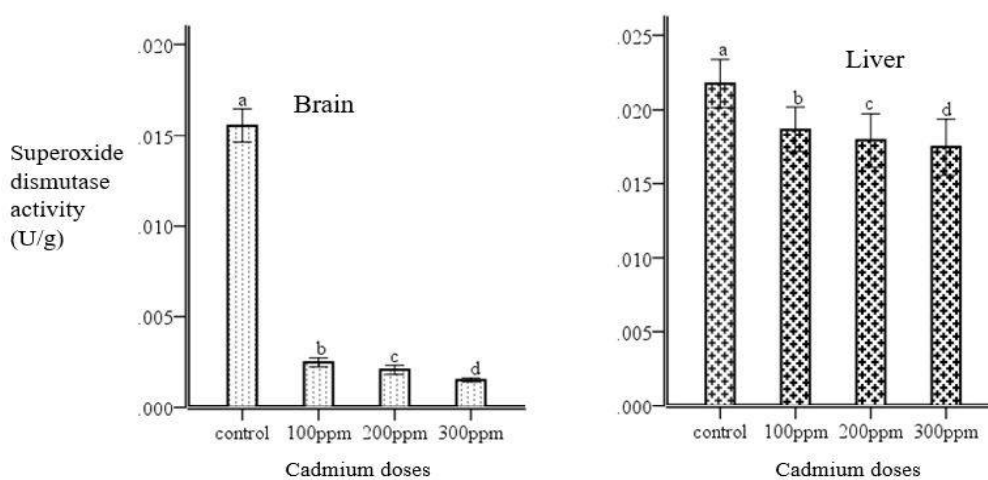 Superoxide
dismutase
activity
(U/g)
Brain
.020
.015
.010
.005
.000
a
b
c
d
control 100ppm 200ppm 300ppm
Cadmium doses
Liver
.025
.020
.015
.010
.005
.000
a
b
c
d
control 100ppm 200ppm 300ppm
Cadmium doses